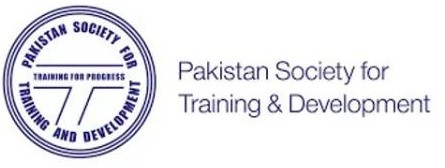 PAKISTAN SOCIETY FOR
TRAINING FOR PROGRESS
TRAINING AND DEVELOPMENT
Pakistan Society for
Training & Development